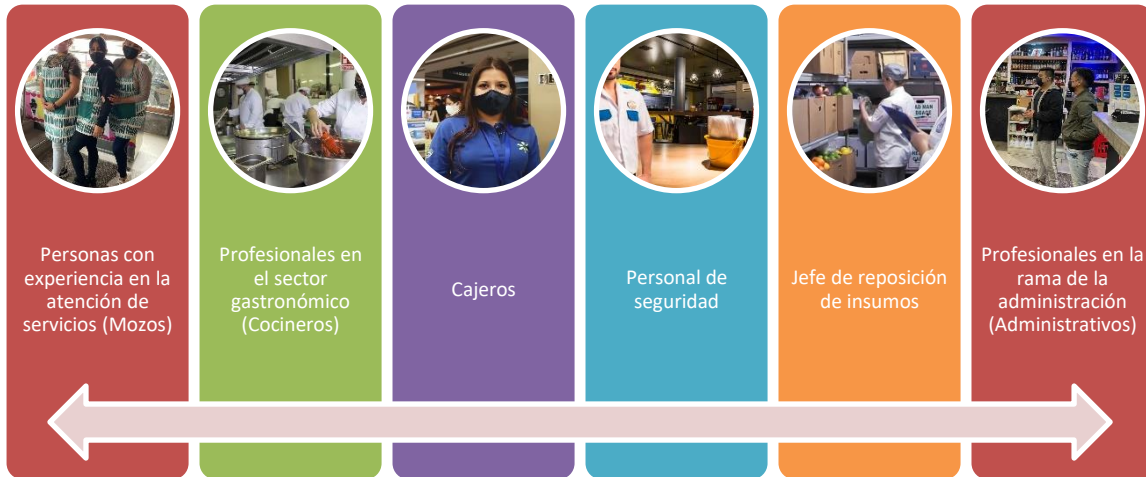 Personas con
experiencia en la
atención de
servicios (Mozos)
Profesionales en
el sector
gastronómico
(Cocineros)
Cajeros
Personal de
seguridad
Jefe de reposición
de insumos
Profesionales en la
rama de la
administración
(Administrativos)